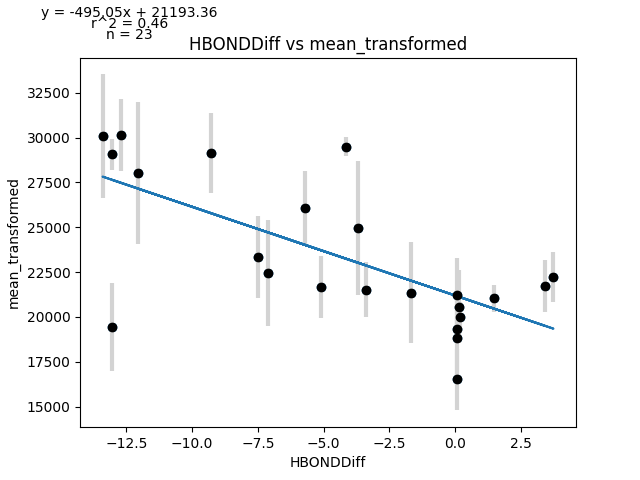 y = -495.05x + 21193.36
r^2 = 0.46
n = 23
HBONDDiff vs mean_transformed
mean_transformed
32500
30000
27500
25000
22500
20000
17500
15000
−12.5 −10.0 −7.5 −5.0 −2.5 0.0 2.5
HBONDDiff